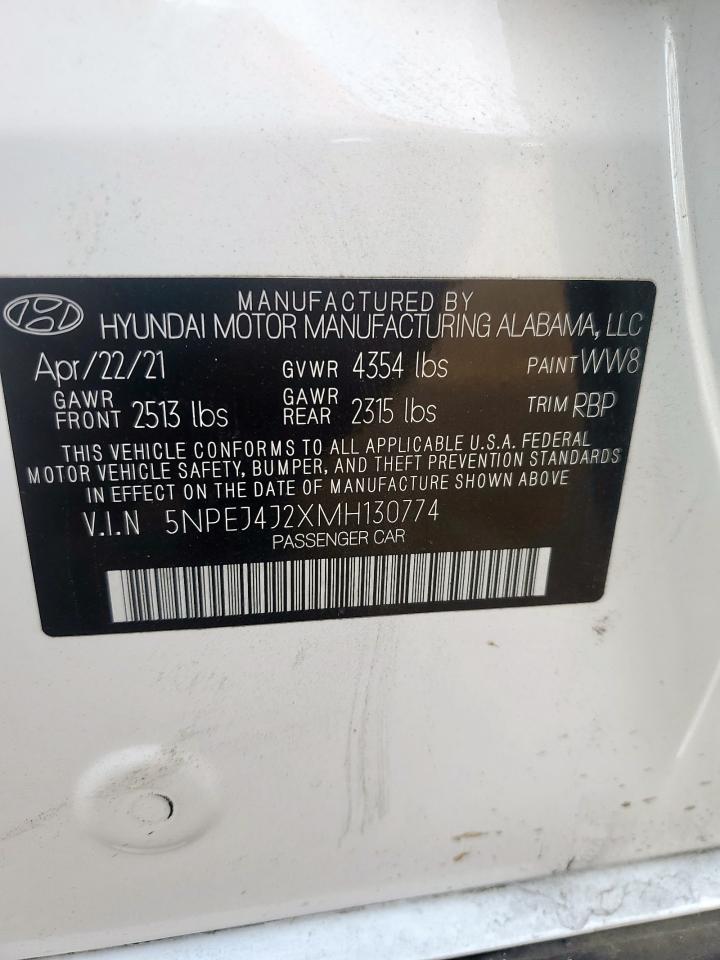 MANUFACTURED BY
HYUNDAI MOTOR MANUFACTURING ALABAMA, LLC
Apr/22/21 GVWR 4354 lbs PAINT WW8
GAWR FRONT 2513 lbs GAWR REAR 2315 lbs TRIM RBP
THIS VEHICLE CONFORMS TO ALL APPLICABLE U.S.A. FEDERAL
MOTOR VEHICLE SAFETY, BUMPER, AND THEFT PREVENTION STANDARDS
IN EFFECT ON THE DATE OF MANUFACTURE SHOWN ABOVE.
V.I.N 5NPEJ4J2XMH130774
PASSENGER CAR